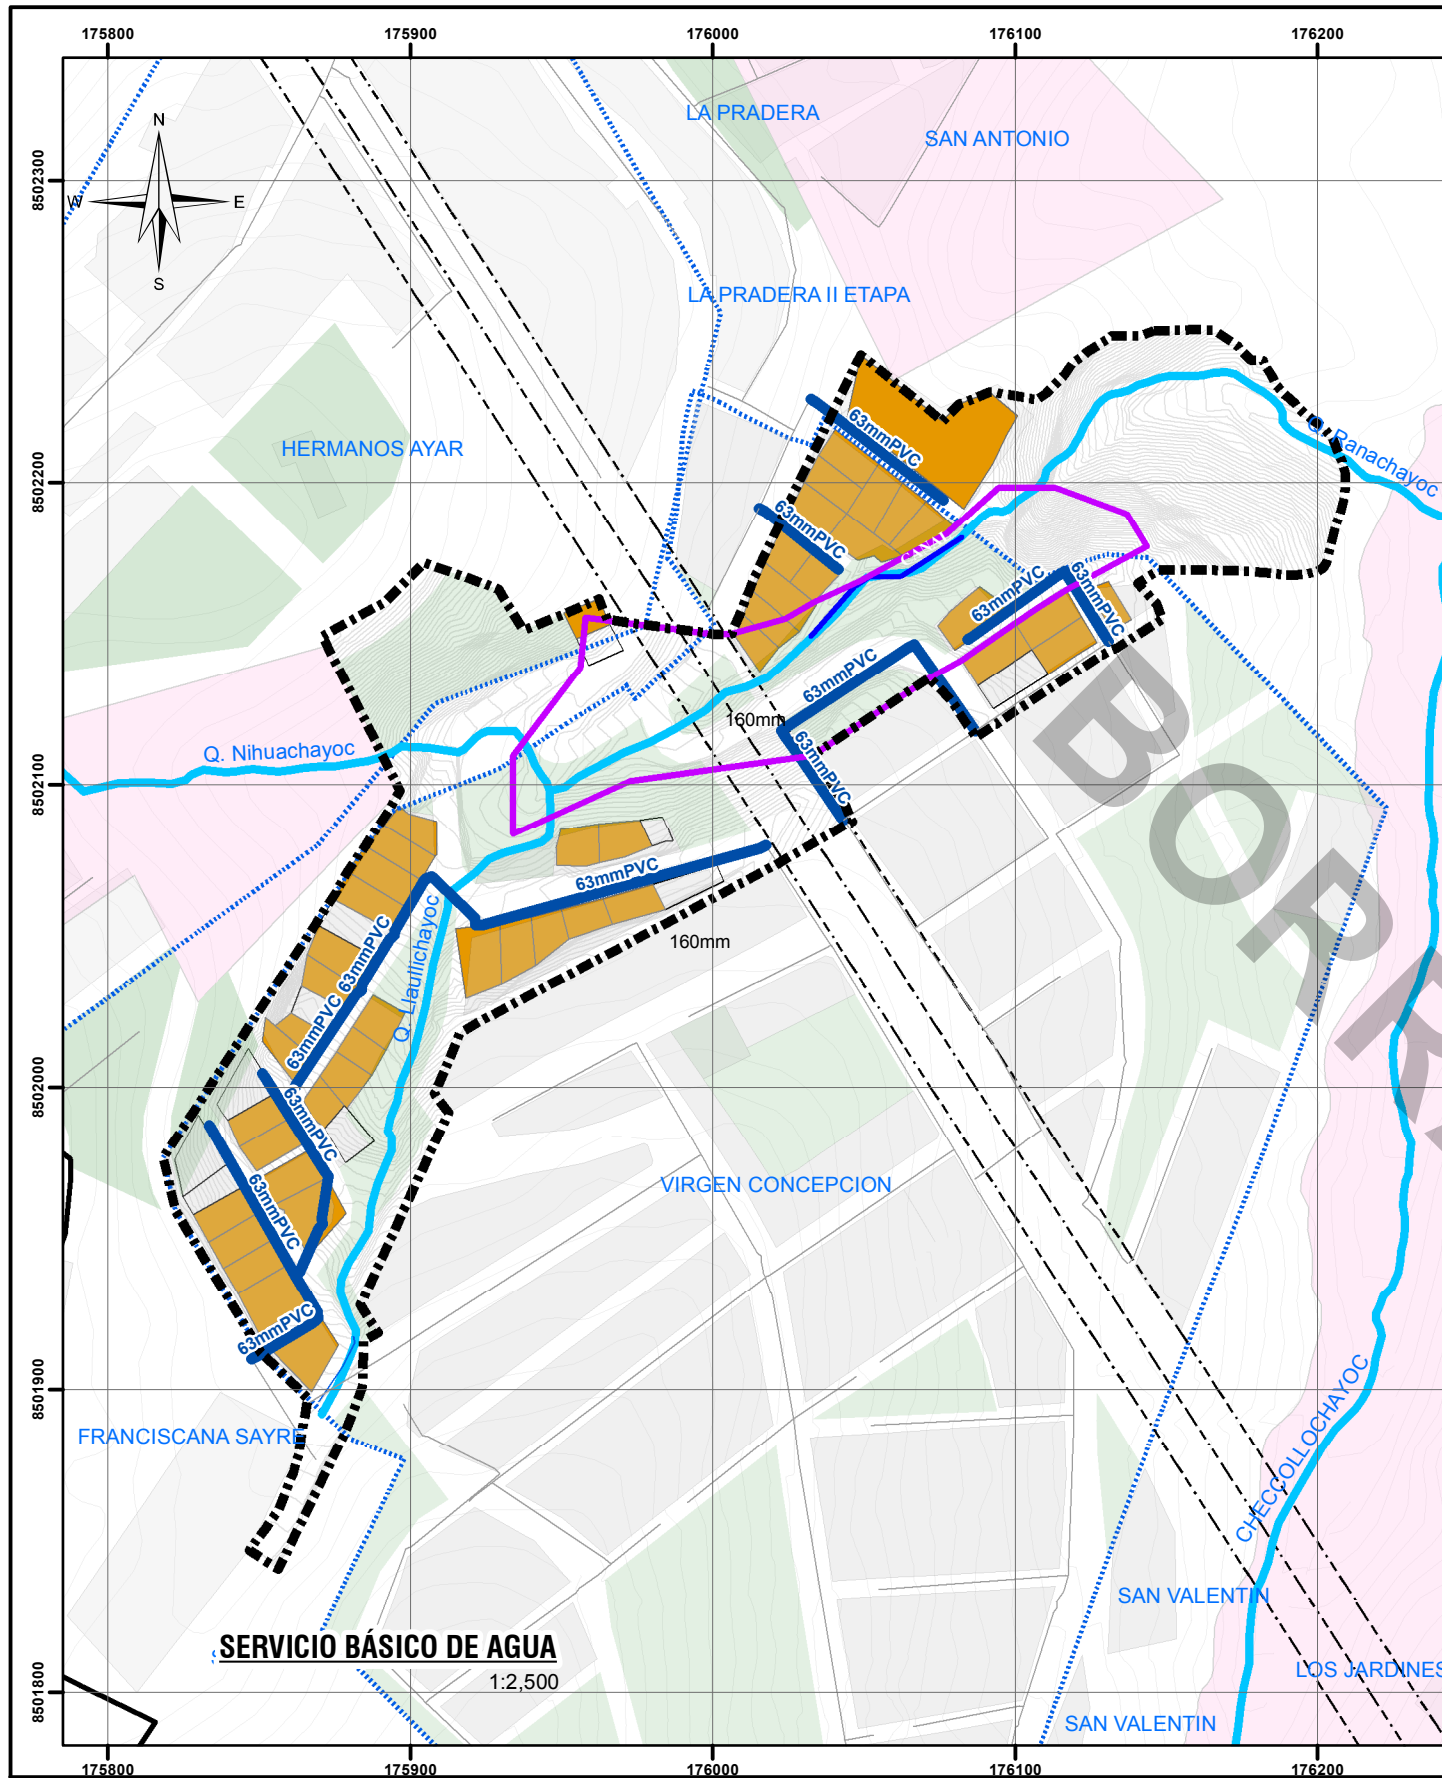 175800 175900 176000 176100 176200
LA PRADERA
SAN ANTONIO
8502300
N
W E
S
LA PRADERA II ETAPA
63mmPVC
Q. Ranachayoc
HERMANOS AYAR
8502200
63mmPVC
63mmPVC
63mmPVC
63mmPVC
160mm
Q. Nihuachayoc
63mmPVC
8502100
BORR
63mmPVC
63mmPVC
Q. Llaullichayoc
160mm
63mmPVC
8502000
63mmPVC
63mmPVC
VIRGEN CONCEPCION
63mmPVC
8501900
FRANCISCANA SAYRE
CHECCOLLOCHAYOC
SAN VALENTIN
SERVICIO BÁSICO DE AGUA
1:2,500
LOS JARDINES
8501800
SAN VALENTIN
175800 175900 176000 176100 176200